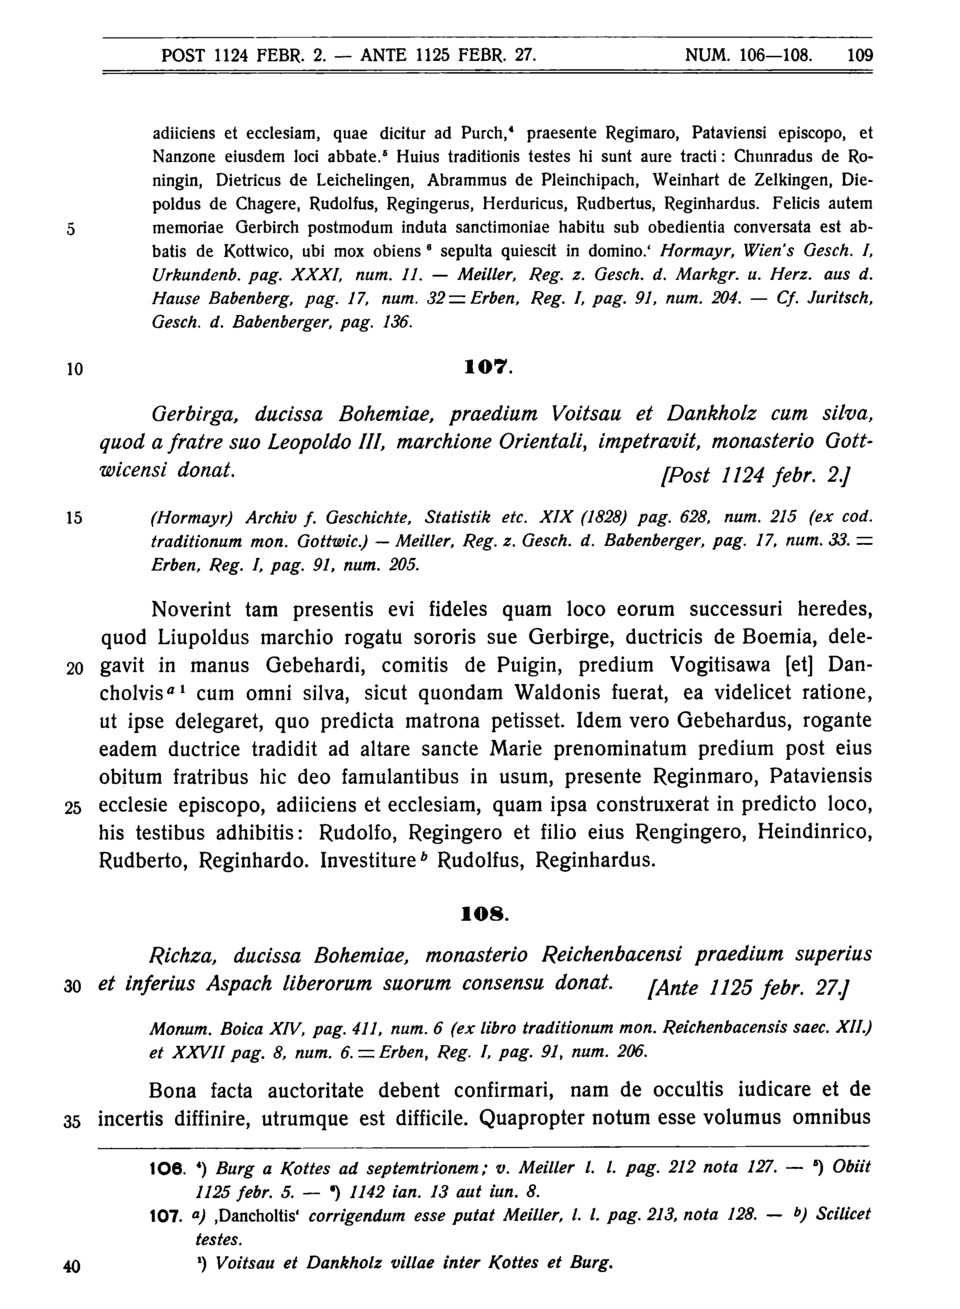 POST 1124 FEBR. 2. — ANTE 1125 FEBR. 27. NUM. 106—108. 109
adiiciens et ecclesiam, quae dicitur ad Purch,⁴ praesente Regimaro, Pataviensi episcopo, et
Nanzone eiusdem loci abbate.⁵ Huius traditionis testes hi sunt aure tracti: Chunradus de Ro-
ningin, Dietricus de Leichelingen, Abrammus de Pleinchipach, Weinhart de Zelkingen, Die-
poldus de Chagere, Rudolfus, Regingerus, Herduricus, Rudbertus, Reginhardus. Felicis autem
5 memoriae Gerbirch postmodum induta sanctimoniae habitu sub obedientia conversata est ab-
batis de Kottwico, ubi mox obiens⁶ sepulta quiescit in domino.‘ Hormayr, Wien's Gesch. I,
Urkundenb. pag. XXXI, num. 11. — Meiller, Reg. z. Gesch. d. Markgr. u. Herz. aus d.
Hause Babenberg, pag. 17, num. 32 = Erben, Reg. I, pag. 91, num. 204. — Cf. Juritsch,
Gesch. d. Babenberger, pag. 136.
10 107.
Gerbirga, ducissa Bohemiae, praedium Voitsau et Dankholz cum silva,
quod a fratre suo Leopoldo III, marchione Orientali, impetravit, monasterio Gott-
wicensi donat. [Post 1124 febr. 2.]
15 (Hormayr) Archiv f. Geschichte, Statistik etc. XIX (1828) pag. 628, num. 215 (ex cod.
traditionum mon. Gottwic.) — Meiller, Reg. z. Gesch. d. Babenberger, pag. 17, num. 33. =
Erben, Reg. I, pag. 91, num. 205.
Noverint tam presentis evi fideles quam loco eorum successuri heredes,
quod Liupoldus marchio rogatu sororis sue Gerbirge, ductricis de Boemia, dele-
20 gavit in manus Gebehardi, comitis de Puigin, predium Vogitisawa [et] Dan-
cholvis ᵃ ¹ cum omni silva, sicut quondam Waldonis fuerat, ea videlicet ratione,
ut ipse delegaret, quo predicta matrona petisset. Idem vero Gebehardus, rogante
eadem ductrice tradidit ad altare sancte Marie prenominatum predium post eius
obitum fratribus hic deo famulantibus in usum, presente Reginmaro, Pataviensis
25 ecclesie episcopo, adiiciens et ecclesiam, quam ipsa construxerat in predicto loco,
his testibus adhibitis: Rudolfo, Regingero et filio eius Rengingero, Heindinrico,
Rudberto, Reginhardo. Investiture ᵇ Rudolfus, Reginhardus.
108.
Richza, ducissa Bohemiae, monasterio Reichenbacensi praedium superius
30 et inferius Aspach liberorum suorum consensu donat. [Ante 1125 febr. 27.]
Monum. Boica XIV, pag. 411, num. 6 (ex libro traditionum mon. Reichenbacensis saec. XII.)
et XXVII pag. 8, num. 6. = Erben, Reg. I, pag. 91, num. 206.
Bona facta auctoritate debent confirmari, nam de occultis iudicare et de
35 incertis diffinire, utrumque est difficile. Quapropter notum esse volumus omnibus
106. ⁴) Burg a Kottes ad septemtrionem; v. Meiller l. l. pag. 212 nota 127. — ⁵) Obiit
1125 febr. 5. — ⁶) 1142 ian. 13 aut iun. 8.
107. ᵃ) ‚Dancholtis‘ corrigendum esse putat Meiller, l. l. pag. 213, nota 128. — ᵇ) Scilicet
testes.
40 ¹) Voitsau et Dankholz villae inter Kottes et Burg.